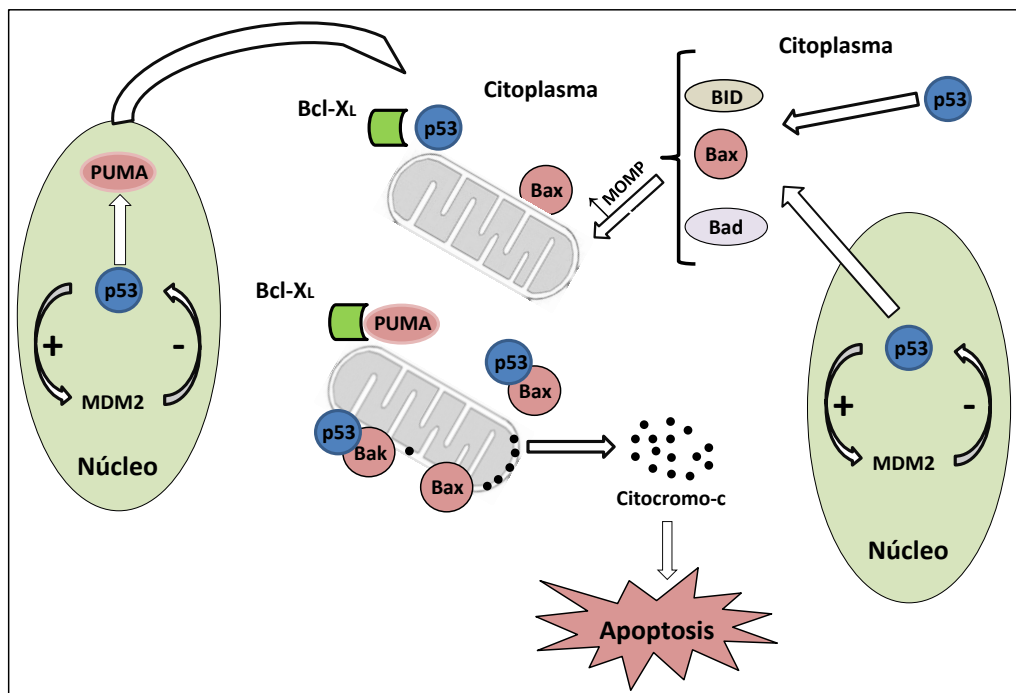 Citoplasma
Citoplasma
BID
p53
Bcl-XL
p53
PUMA
Bax
Bax
MOMP
Bad
p53
Bcl-XL
+
-
PUMA
p53
p53
Bax
MDM2
+
-
p53
Bak
MDM2
Núcleo
Bax
Citocromo-c
Núcleo
Apoptosis